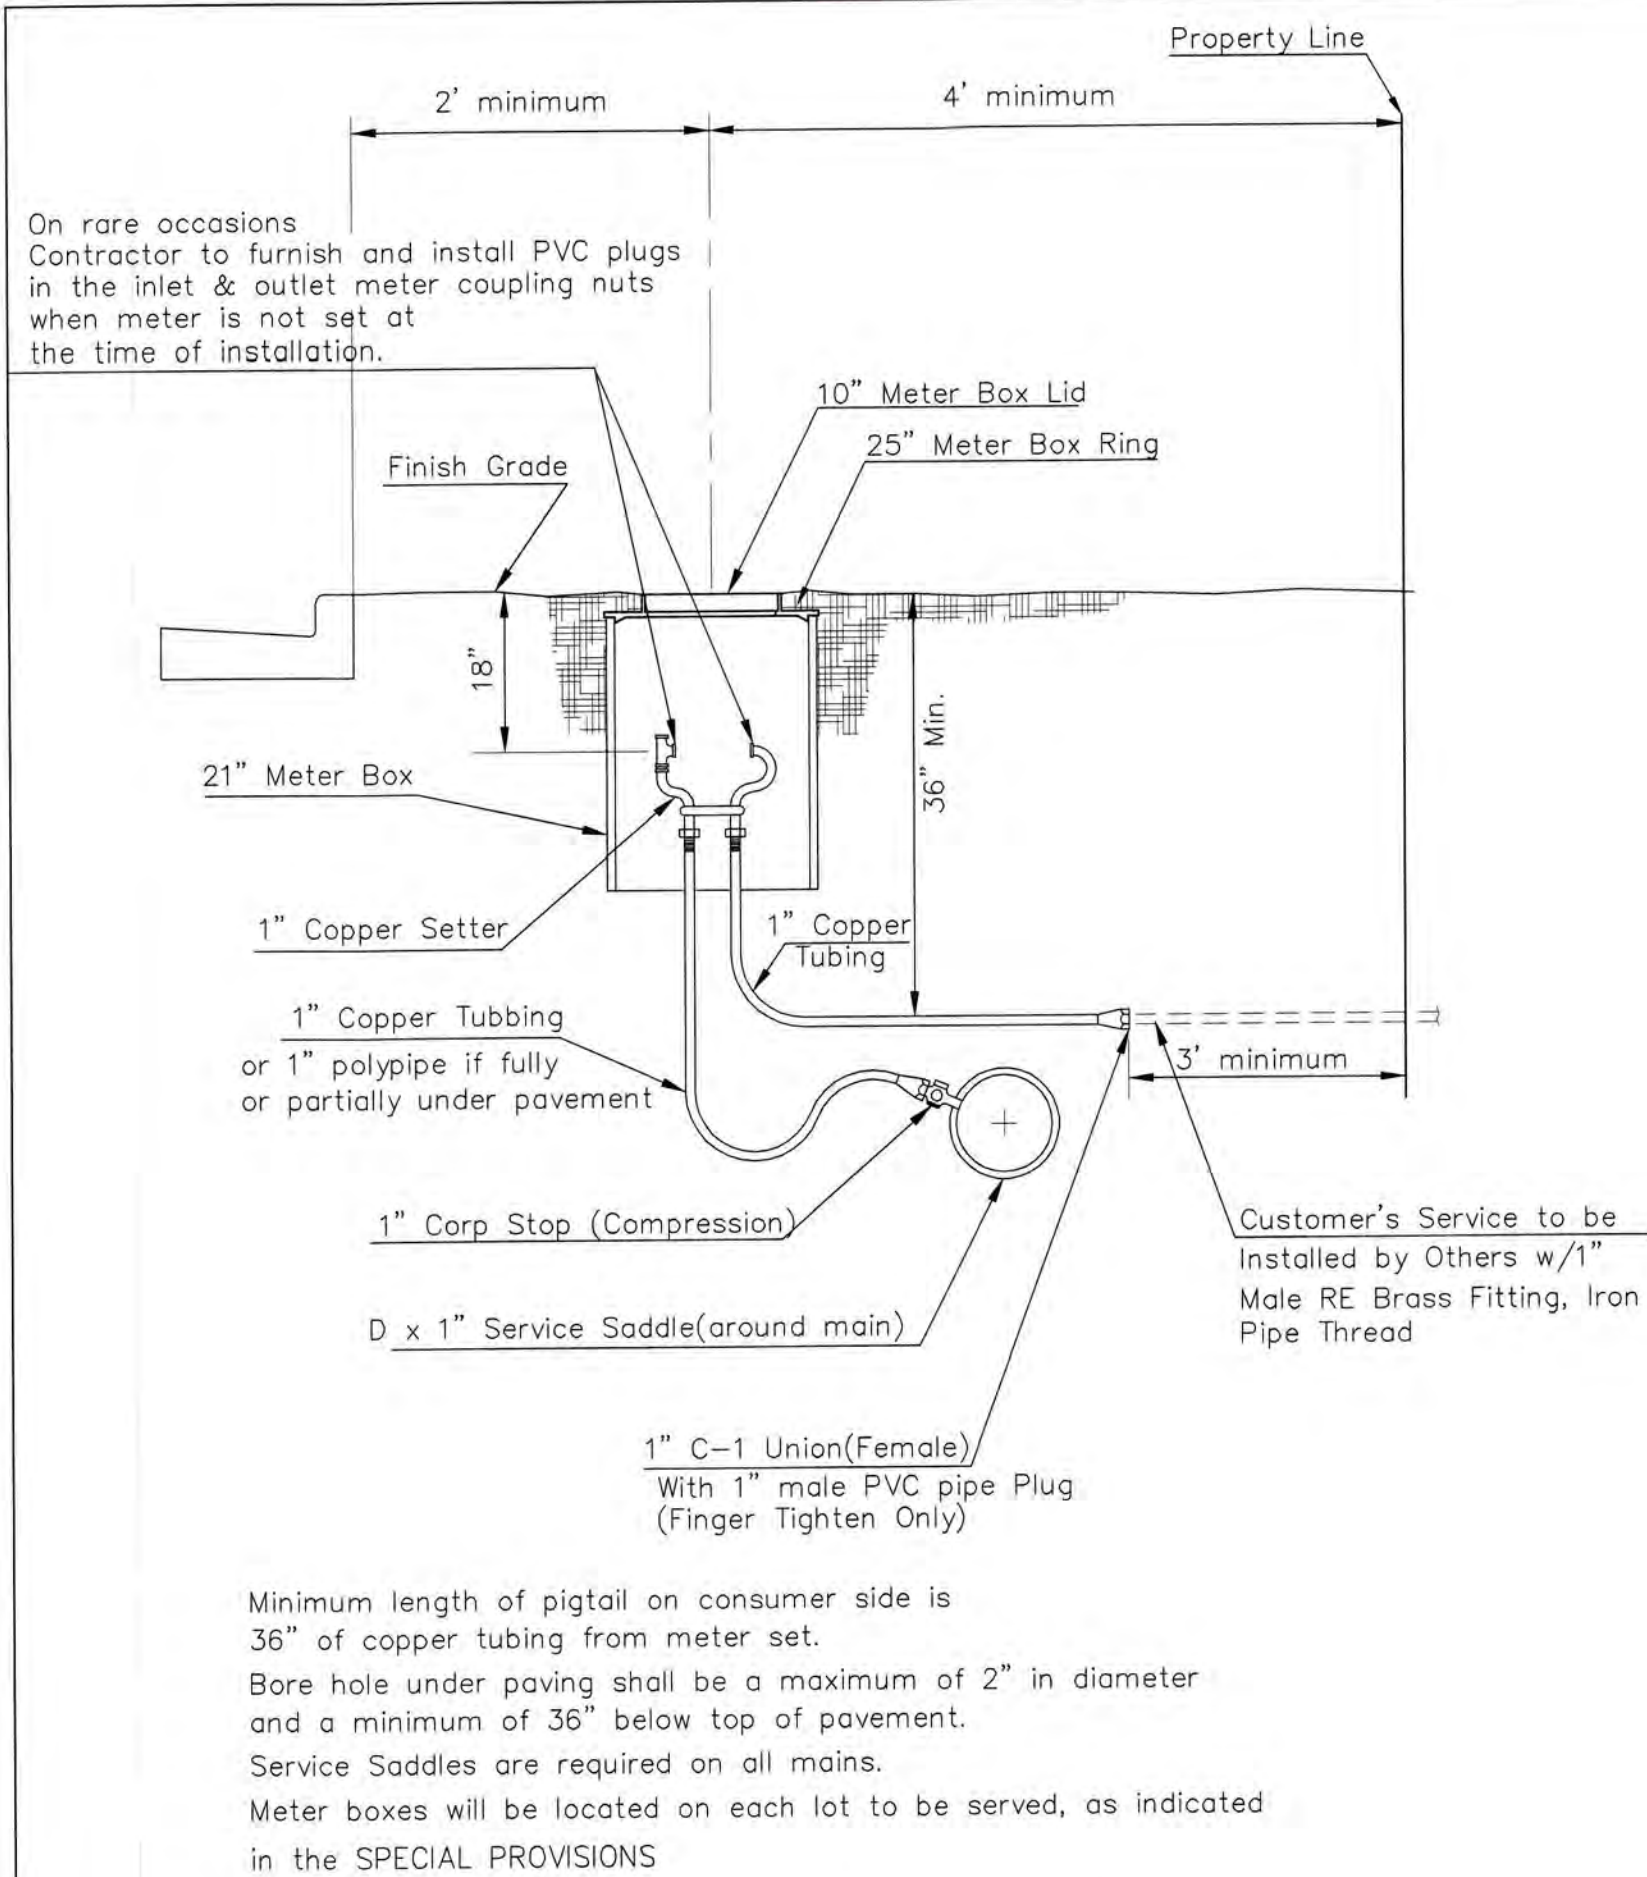 Property Line
2' minimum
4' minimum
On rare occasions
Contractor to furnish and install PVC plugs
in the inlet & outlet meter coupling nuts
when meter is not set at
the time of installation.
10” Meter Box Lid
25” Meter Box Ring
Finish Grade
18”
36” Min.
21” Meter Box
1” Copper Setter
1” Copper
Tubing
1” Copper Tubbing
or 1” polypipe if fully
or partially under pavement
3' minimum
1” Corp Stop (Compression)
Customer's Service to be
Installed by Others w/1”
Male RE Brass Fitting, Iron
Pipe Thread
D x 1” Service Saddle(around main)
1” C-1 Union(Female)
With 1” male PVC pipe Plug
(Finger Tighten Only)
Minimum length of pigtail on consumer side is
36” of copper tubing from meter set.
Bore hole under paving shall be a maximum of 2” in diameter
and a minimum of 36” below top of pavement.
Service Saddles are required on all mains.
Meter boxes will be located on each lot to be served, as indicated
in the SPECIAL PROVISIONS